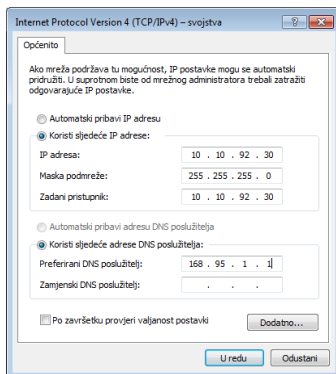 Internet Protocol Version 4 (TCP/IPv4) – svojstva
Općenito
Ako mreža podržava tu mogućnost, IP postavke mogu se automatski
pridružiti. U suprotnom biste od mrežnog administratora trebali zatražiti
odgovarajuće IP postavke.
Automatski pribavi IP adresu
Koristi sljedeće IP adrese:
IP adresa: 10 . 10 . 92 . 30
Maska podmreže: 255 . 255 . 255 . 0
Zadani pristupnik: 10 . 10 . 92 . 30
Automatski pribavi adresu DNS poslužitelja
Koristi sljedeće adrese DNS poslužitelja:
Preferirani DNS poslužitelj: 168 . 95 . 1 . 1
Zamjenski DNS poslužitelj: . . .
Po završetku provjeri valjanost postavki
Dodatno...
U redu Odustani